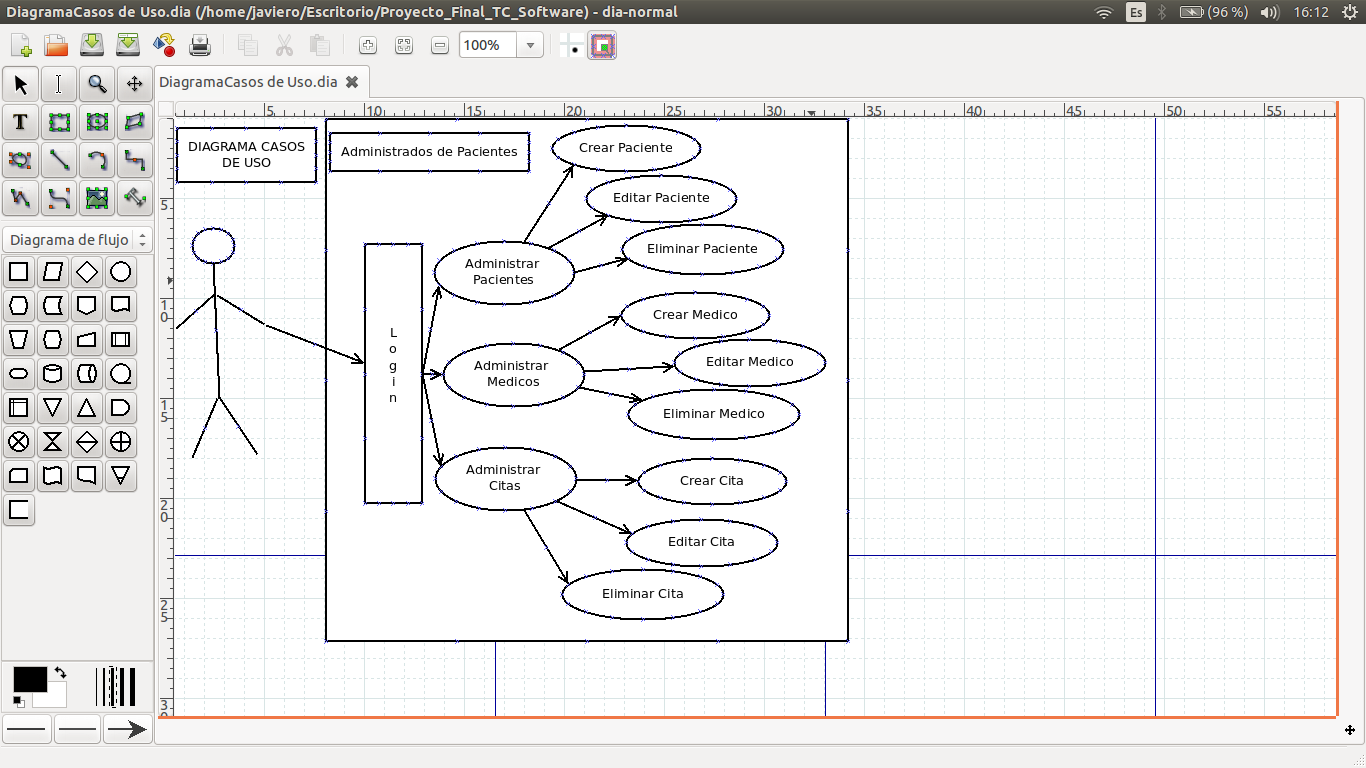 DiagramaCasos de Uso.dia (/home/javiero/Escritorio/Proyecto_Final_TC_Software) - dia-normal
Es
(96 %)
16:12
100%
DiagramaCasos de Uso.dia
T
Diagrama de flujo
5 10 15 20 25 30 35 40 45 50 55
5
10
15
20
25
30
DIAGRAMA CASOS
DE USO
Administrados de Pacientes
Crear Paciente
Editar Paciente
Eliminar Paciente
Administrar
Pacientes
Login
Crear Medico
Editar Medico
Eliminar Medico
Administrar
Medicos
Administrar
Citas
Crear Cita
Editar Cita
Eliminar Cita